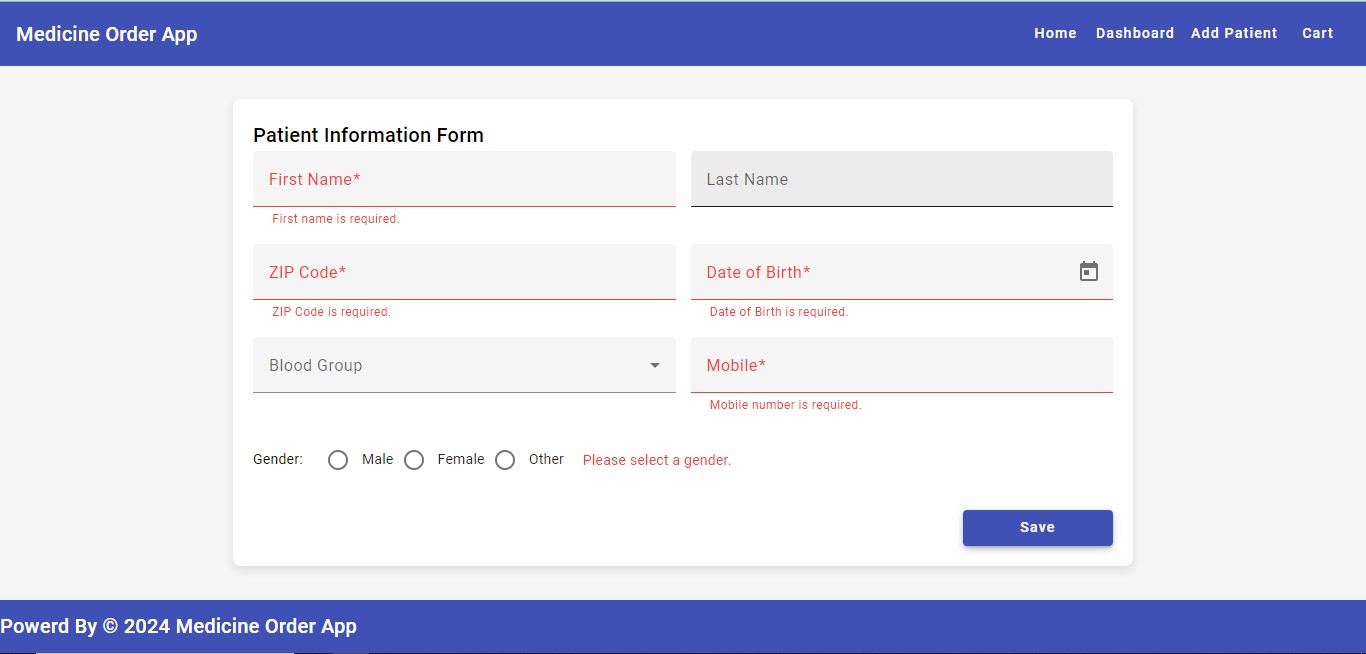 Medicine Order App Home Dashboard Add Patient Cart
Patient Information Form
First Name* Last Name
First name is required.
ZIP Code* Date of Birth*
ZIP Code is required. Date of Birth is required.
Blood Group Mobile*
Mobile number is required.
Gender: Male Female Other Please select a gender.
Save
Powerd By © 2024 Medicine Order App